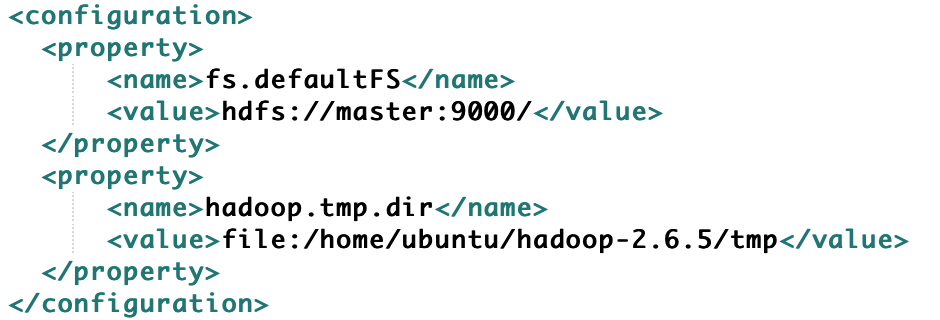 <configuration>
<property>
<name>fs.defaultFS</name>
<value>hdfs://master:9000/</value>
</property>
<property>
<name>hadoop.tmp.dir</name>
<value>file:/home/ubuntu/hadoop-2.6.5/tmp</value>
</property>
</configuration>